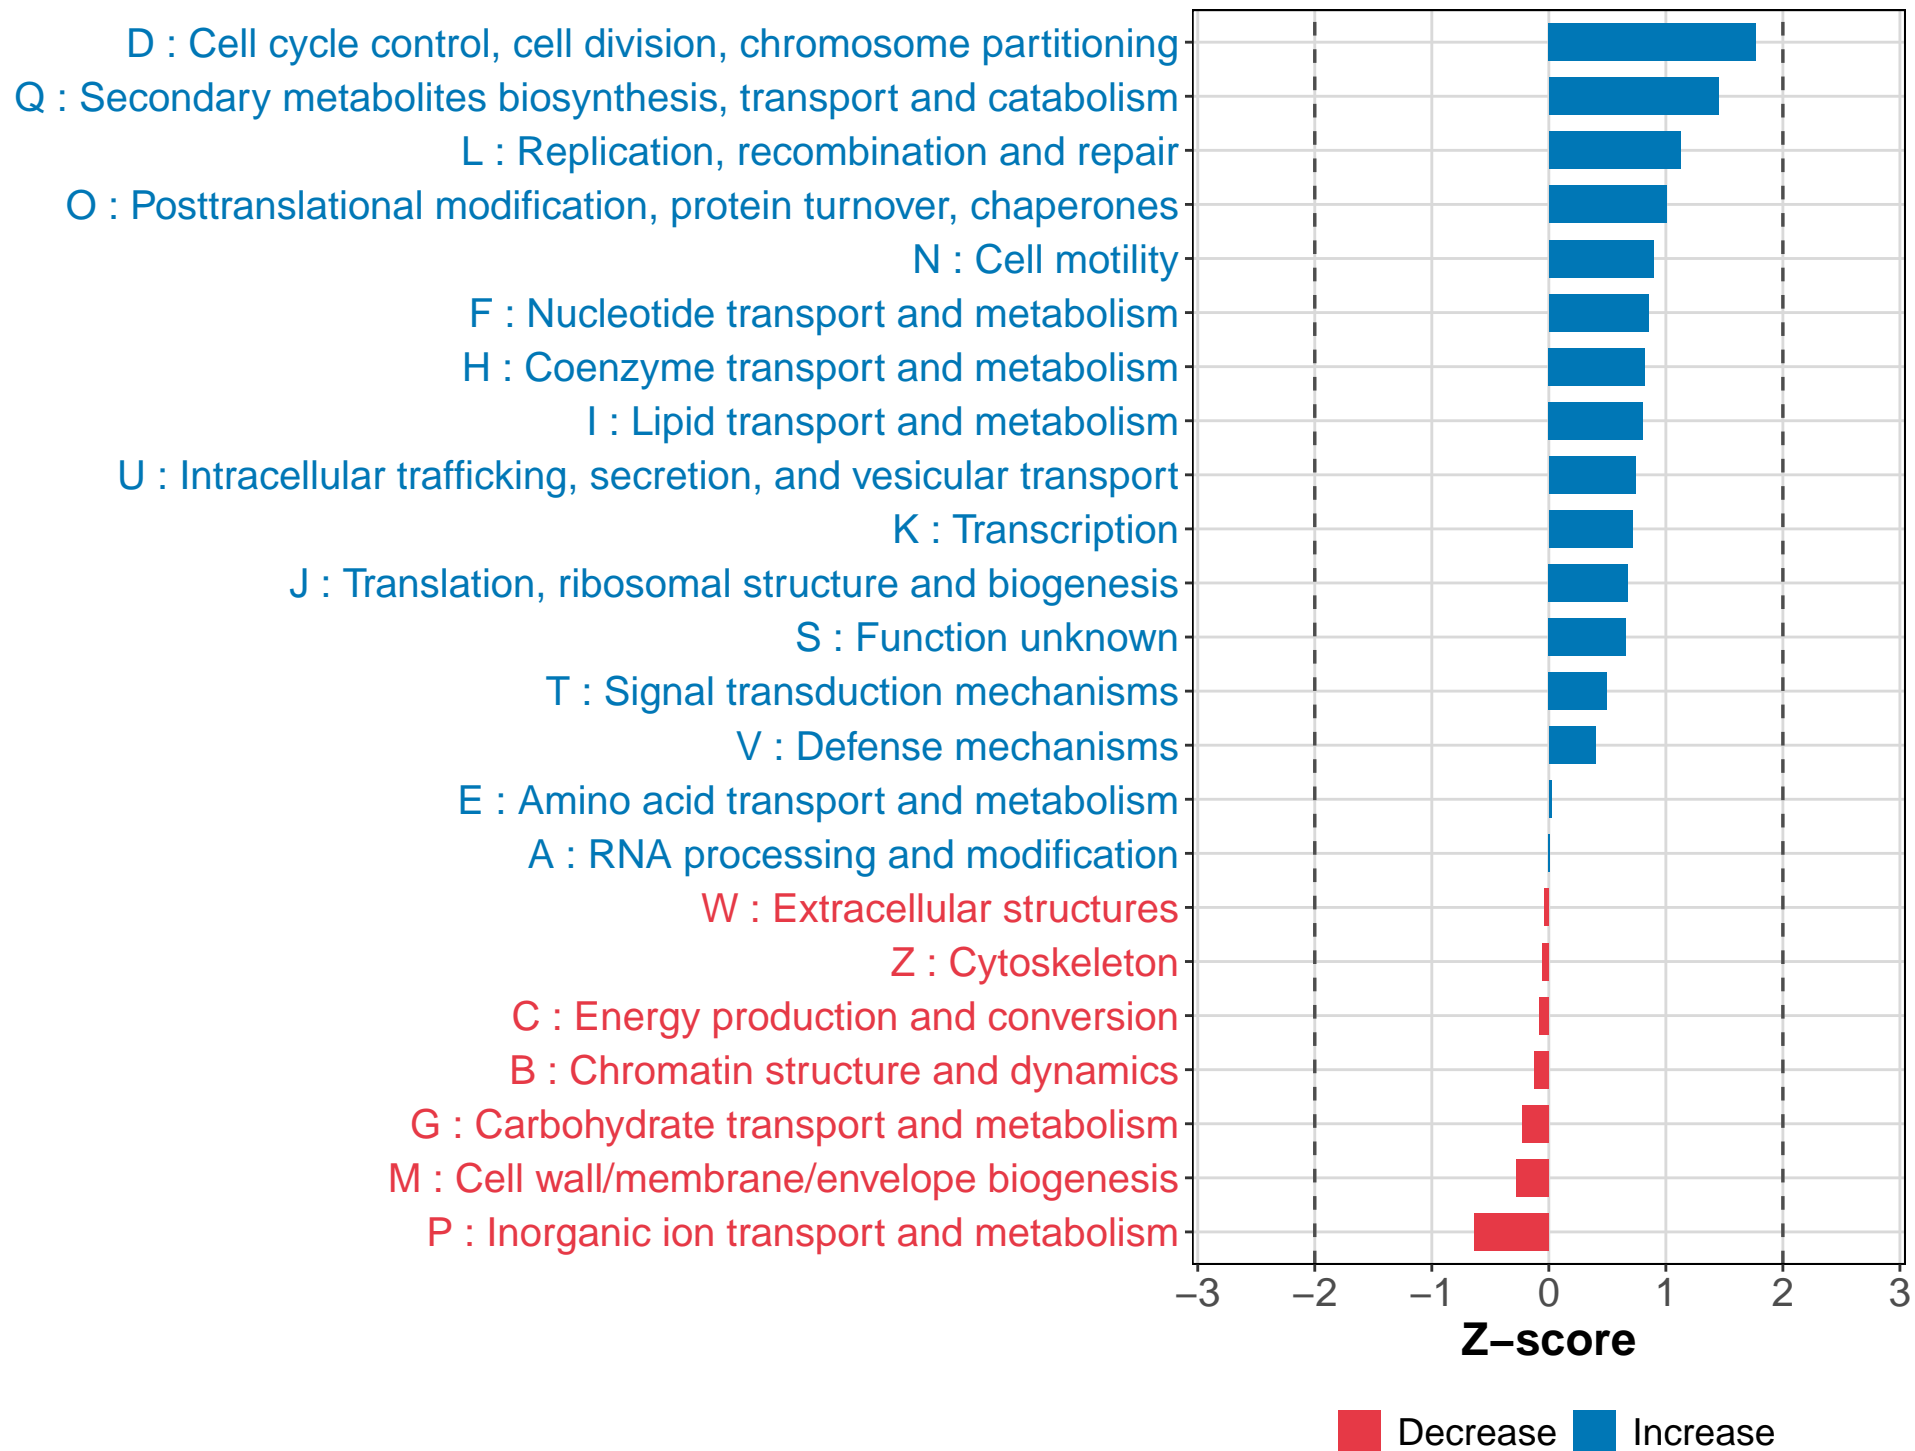 D : Cell cycle control, cell division, chromosome partitioning
Q : Secondary metabolites biosynthesis, transport and catabolism
L : Replication, recombination and repair
O : Posttranslational modification, protein turnover, chaperones
N : Cell motility
F : Nucleotide transport and metabolism
H : Coenzyme transport and metabolism
I : Lipid transport and metabolism
U : Intracellular trafficking, secretion, and vesicular transport
K : Transcription
J : Translation, ribosomal structure and biogenesis
S : Function unknown
T : Signal transduction mechanisms
V : Defense mechanisms
E : Amino acid transport and metabolism
A : RNA processing and modification
W : Extracellular structures
Z : Cytoskeleton
C : Energy production and conversion
B : Chromatin structure and dynamics
G : Carbohydrate transport and metabolism
M : Cell wall/membrane/envelope biogenesis
P : Inorganic ion transport and metabolism
−3 −2 −1 0 1 2 3
Z−score
Decrease Increase